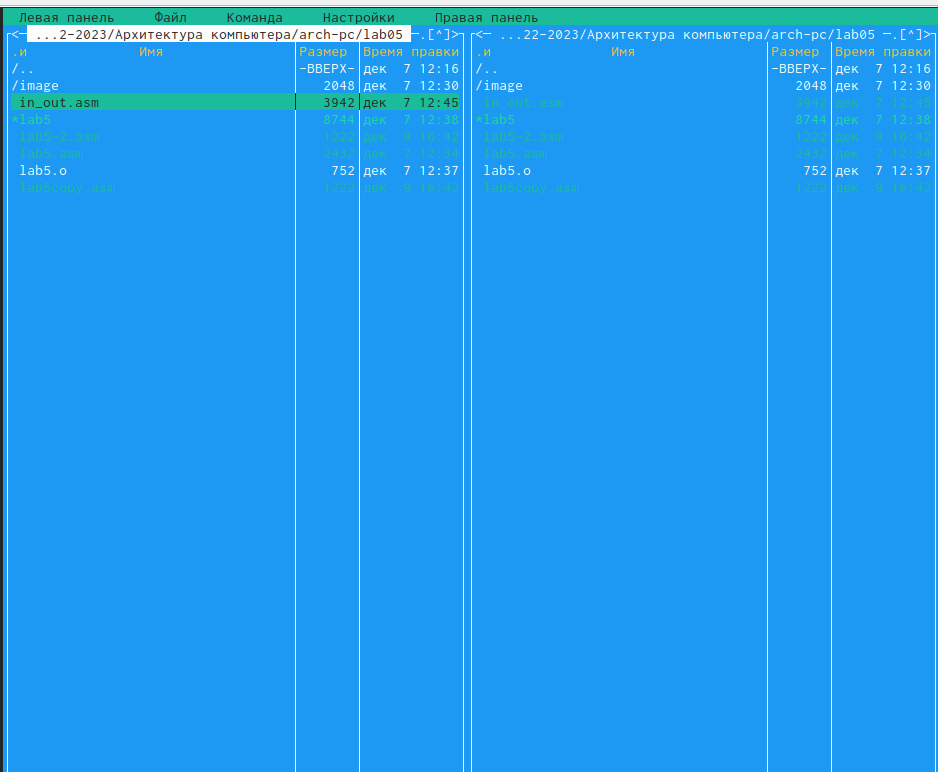 Левая панель Файл Команда Настройки Правая панель
<─ ...2-2023/Архитектура компьютера/arch-pc/lab05 ─.[^]>
.и Имя Размер Время правки
/.. -ВВЕРХ- дек 7 12:16
/image 2048 дек 7 12:30
in_out.asm 3942 дек 7 12:45
*lab5 8744 дек 7 12:38
lab5-2.asm 1222 дек 9 16:42
lab5.asm 2432 дек 7 12:34
lab5.o 752 дек 7 12:37
lab5copy.asm 1222 дек 9 16:42
<─ ...22-2023/Архитектура компьютера/arch-pc/lab05 ─.[^]>
.и Имя Размер Время правки
/.. -ВВЕРХ- дек 7 12:16
/image 2048 дек 7 12:30
in_out.asm 3942 дек 7 12:45
*lab5 8744 дек 7 12:38
lab5-2.asm 1222 дек 9 16:42
lab5.asm 2432 дек 7 12:34
lab5.o 752 дек 7 12:37
lab5copy.asm 1222 дек 9 16:42